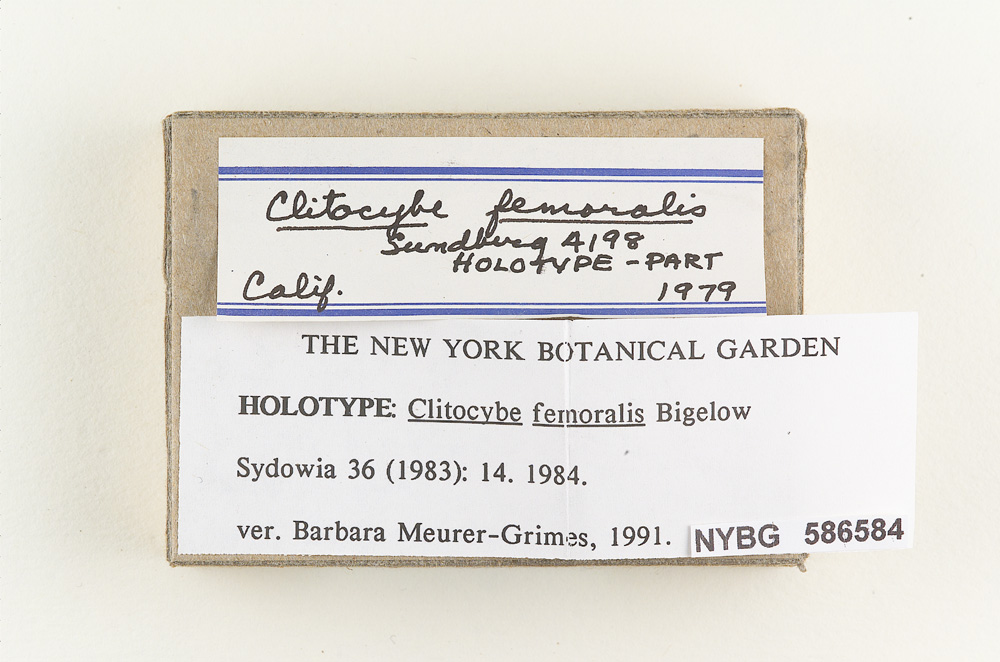 Clitocybe femoralis
Sundberg 4198
HOLOTYPE - PART
Calif. 1979
THE NEW YORK BOTANICAL GARDEN
HOLOTYPE: Clitocybe femoralis Bigelow
Sydowia 36 (1983): 14. 1984.
ver. Barbara Meurer-Grimes, 1991.
NYBG 586584